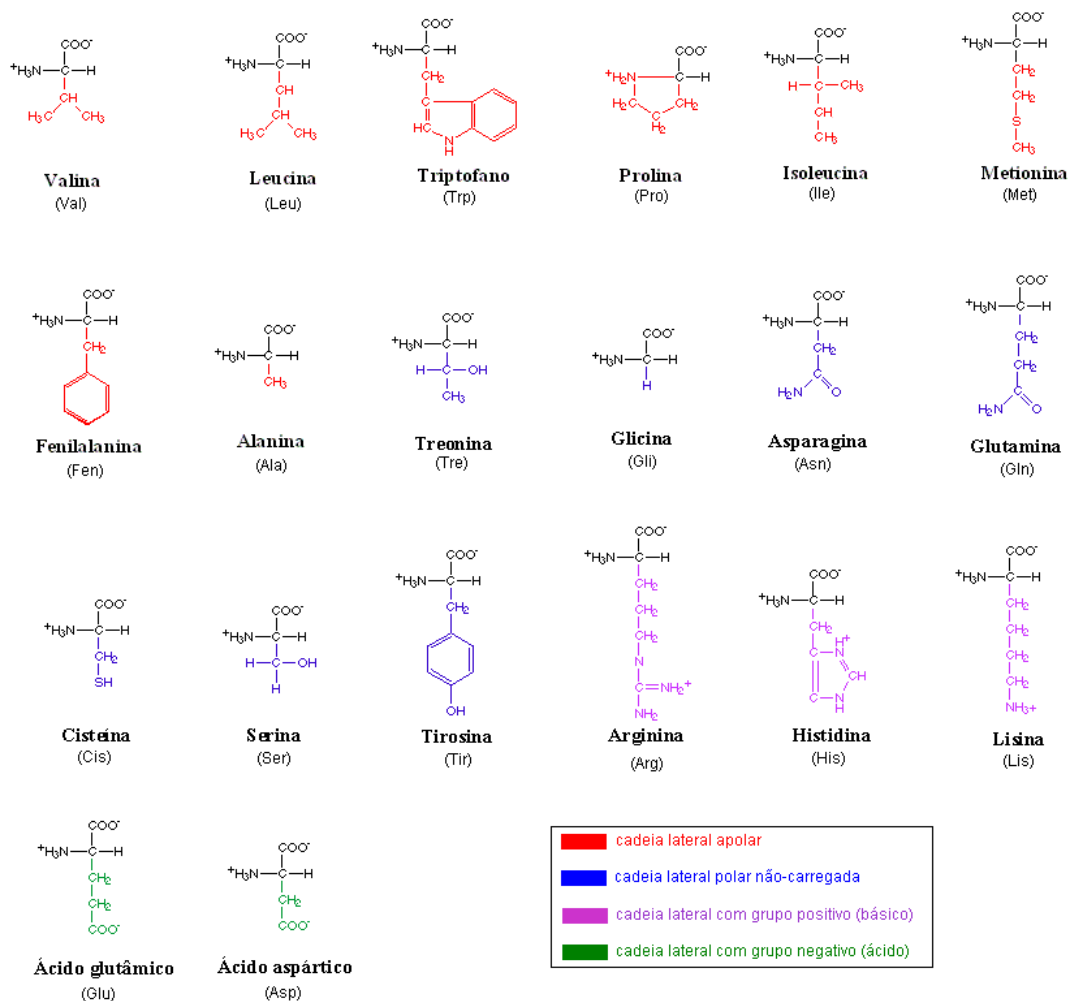 COO⁻
⁺H₃N—C—H
CH
H₃C CH₃
Valina
(Val)
COO⁻
⁺H₃N—C—H
CH₂
CH
H₃C CH₃
Leucina
(Leu)
COO⁻
⁺H₃N—C—H
CH₂
C
HC
N
H
Triptofano
(Trp)
COO⁻
⁺H₂N C—H
H₂C CH₂
C
H₂
Prolina
(Pro)
COO⁻
⁺H₃N—C—H
H—C—CH₃
CH
CH₃
Isoleucina
(Ile)
COO⁻
⁺H₃N—C—H
CH₂
CH₂
S
CH₃
Metionina
(Met)
COO⁻
⁺H₃N—C—H
CH₂
Fenilalanina
(Fen)
COO⁻
⁺H₃N—C—H
CH₃
Alanina
(Ala)
COO⁻
⁺H₃N—C—H
H—C—OH
CH₃
Treonina
(Tre)
COO⁻
⁺H₃N—C—H
H
Glicina
(Gli)
COO⁻
⁺H₃N—C—H
CH₂
C
H₂N O
Asparagina
(Asn)
COO⁻
⁺H₃N—C—H
CH₂
CH₂
C
H₂N O
Glutamina
(Gln)
COO⁻
⁺H₃N—C—H
CH₂
SH
Cisteína
(Cis)
COO⁻
⁺H₃N—C—H
H—C—OH
H
Serina
(Ser)
COO⁻
⁺H₃N—C—H
CH₂
OH
Tirosina
(Tir)
COO⁻
⁺H₃N—C—H
CH₂
CH₂
CH₂
N
C=NH₂⁺
NH₂
Arginina
(Arg)
COO⁻
⁺H₃N—C—H
CH₂
C NH⁺
CH
C NH
Histidina
(His)
COO⁻
⁺H₃N—C—H
CH₂
CH₂
CH₂
CH₂
NH₃+
Lisina
(Lis)
COO⁻
⁺H₃N—C—H
CH₂
CH₂
COO⁻
Ácido glutâmico
(Glu)
COO⁻
⁺H₃N—C—H
CH₂
COO⁻
Ácido aspártico
(Asp)
cadeia lateral apolar
cadeia lateral polar não-carregada
cadeia lateral com grupo positivo (básico)
cadeia lateral com grupo negativo (ácido)